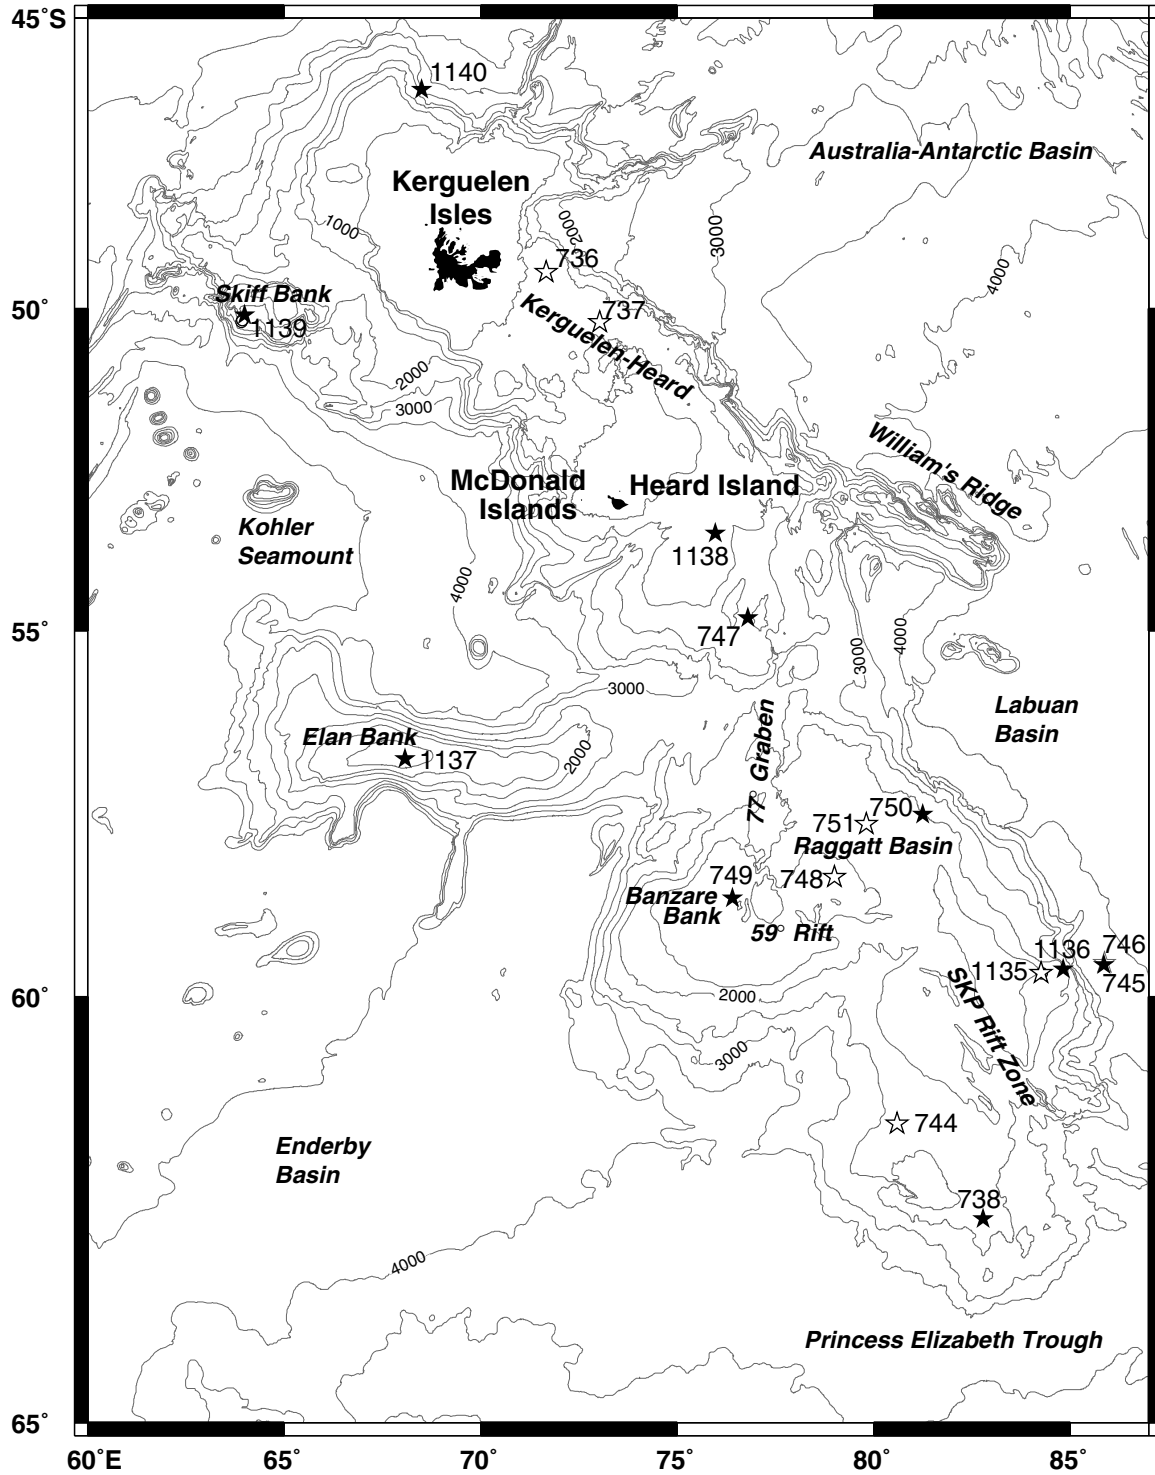 45˚S
1140
Australia-Antarctic Basin
Kerguelen
Isles
1000
2000
3000
736
4000
Skiff Bank
50˚
1139
737
Kerguelen-Heard
2000
3000
William's Ridge
McDonald
Islands
Heard Island
Kohler
Seamount
1138
4000
55˚
747
3000
4000
3000
Labuan
Basin
Elan Bank
1137
2000
77° Graben
751
750
Raggatt Basin
749
748
Banzare
Bank
59° Rift
746
1136
1135
745
60˚
2000
SKP Rift Zone
3000
744
Enderby
Basin
738
4000
Princess Elizabeth Trough
65˚
60˚E
65˚
70˚
75˚
80˚
85˚